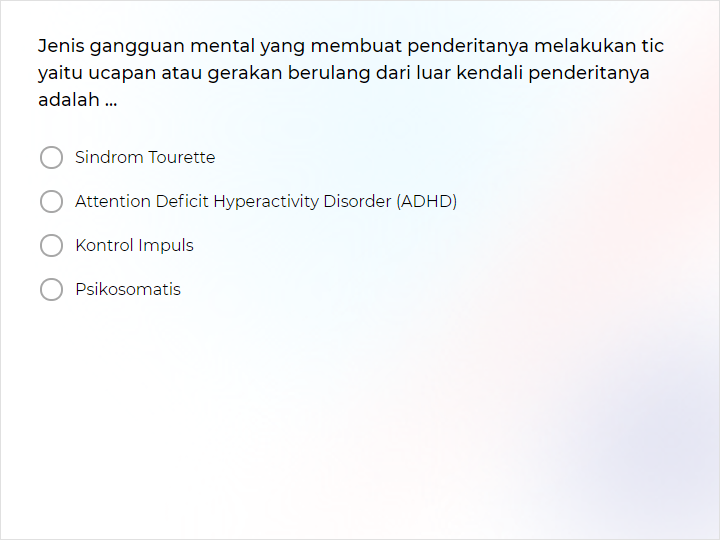 Jenis gangguan mental yang membuat penderitanya melakukan tic
yaitu ucapan atau gerakan berulang dari luar kendali penderitanya
adalah ...
Sindrom Tourette
Attention Deficit Hyperactivity Disorder (ADHD)
Kontrol Impuls
Psikosomatis